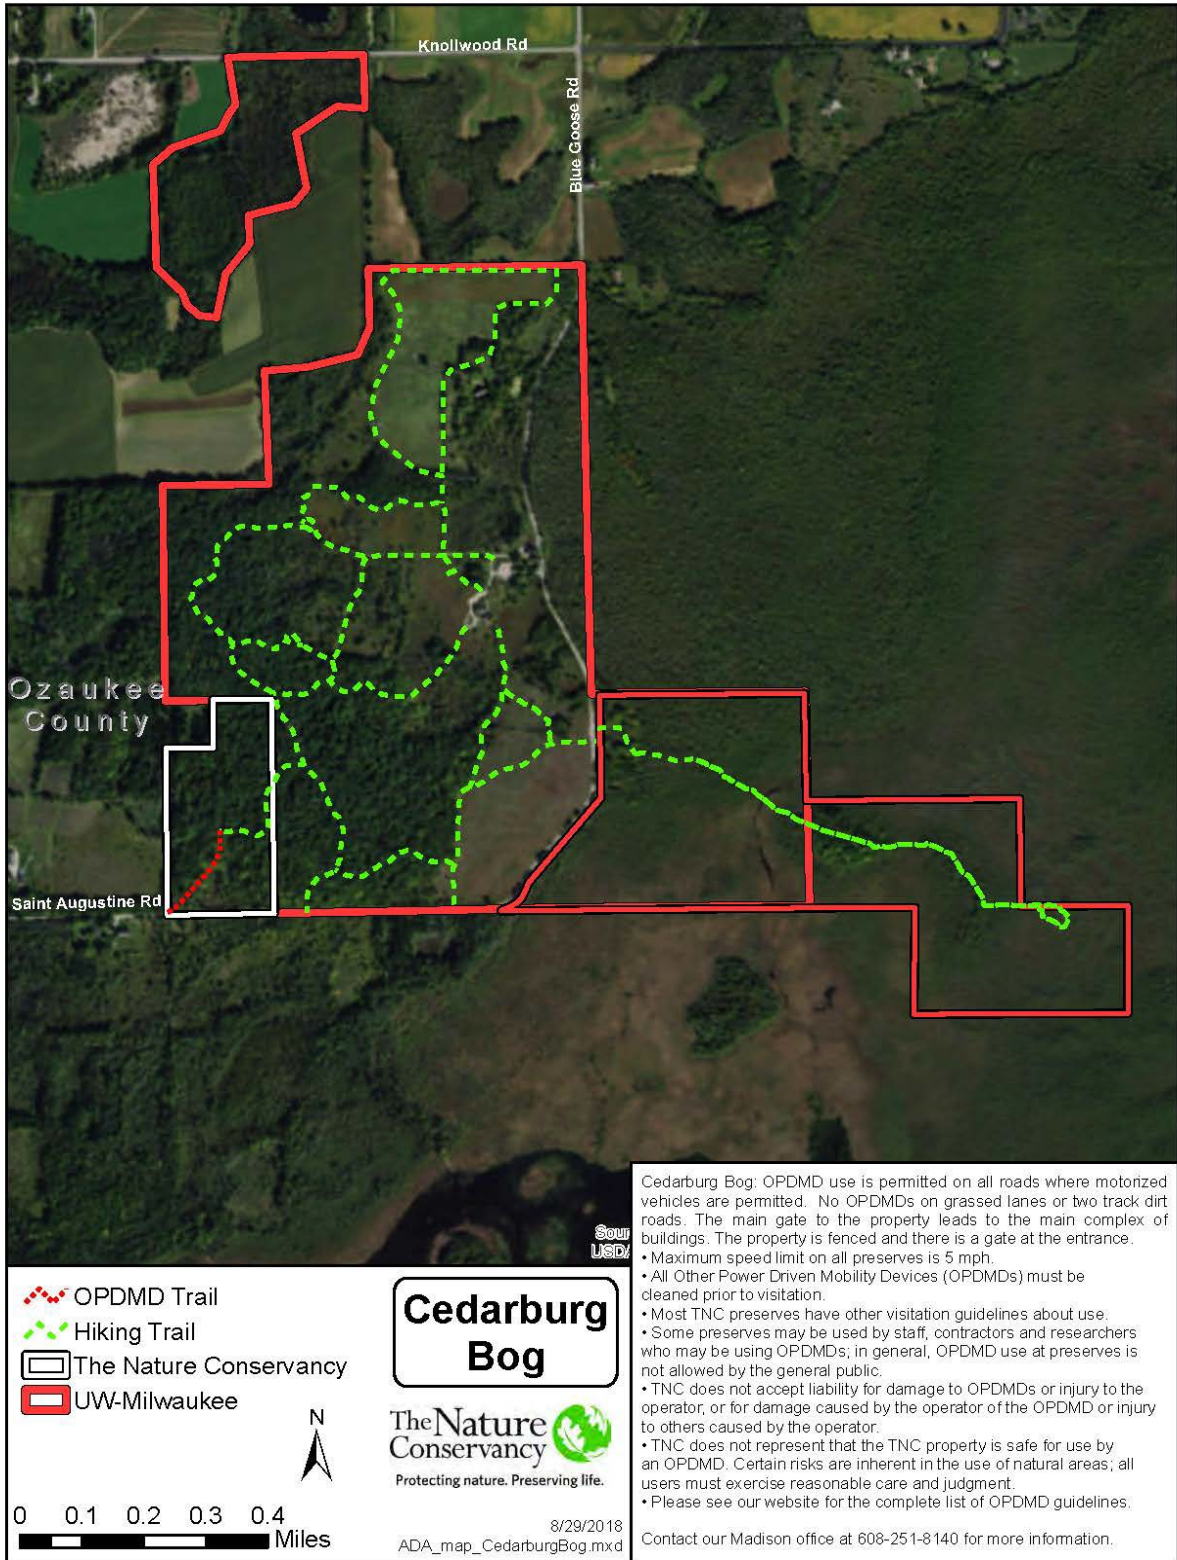 Knollwood Rd
Blue Goose Rd
Ozaukee
County
Saint Augustine Rd
Cedarburg Bog: OPDMD use is permitted on all roads where motorized
vehicles are permitted. No OPDMDs on grassed lanes or two track dirt
roads. The main gate to the property leads to the main complex of
buildings. The property is fenced and there is a gate at the entrance.
• Maximum speed limit on all preserves is 5 mph.
• All Other Power Driven Mobility Devices (OPDMDs) must be
cleaned prior to visitation.
• Most TNC preserves have other visitation guidelines about use.
• Some preserves may be used by staff, contractors and researchers
who may be using OPDMDs; in general, OPDMD use at preserves is
not allowed by the general public.
• TNC does not accept liability for damage to OPDMDs or injury to the
operator, or for damage caused by the operator of the OPDMD or injury
to others caused by the operator.
• TNC does not represent that the TNC property is safe for use by
an OPDMD. Certain risks are inherent in the use of natural areas; all
users must exercise reasonable care and judgment.
• Please see our website for the complete list of OPDMD guidelines.
Contact our Madison office at 608-251-8140 for more information.
OPDMD Trail
Hiking Trail
The Nature Conservancy
UW-Milwaukee
N
0 0.1 0.2 0.3 0.4
Miles
Cedarburg
Bog
The Nature
Conservancy
Protecting nature. Preserving life.
8/29/2018
ADA_map_CedarburgBog.mxd